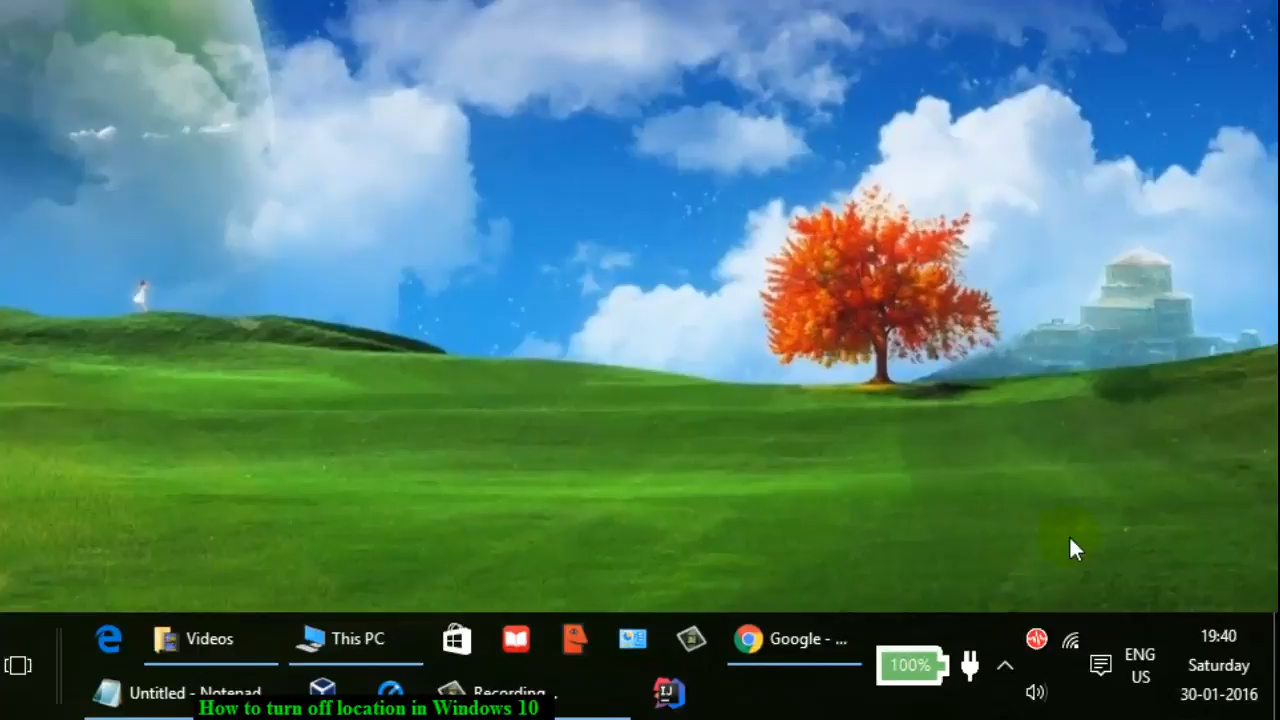 Videos
This PC
Google - ...
100%
ENG
US
19:40
Saturday
30-01-2016
Untitled - Notepad
Recording...
IJ
How to turn off location in Windows 10